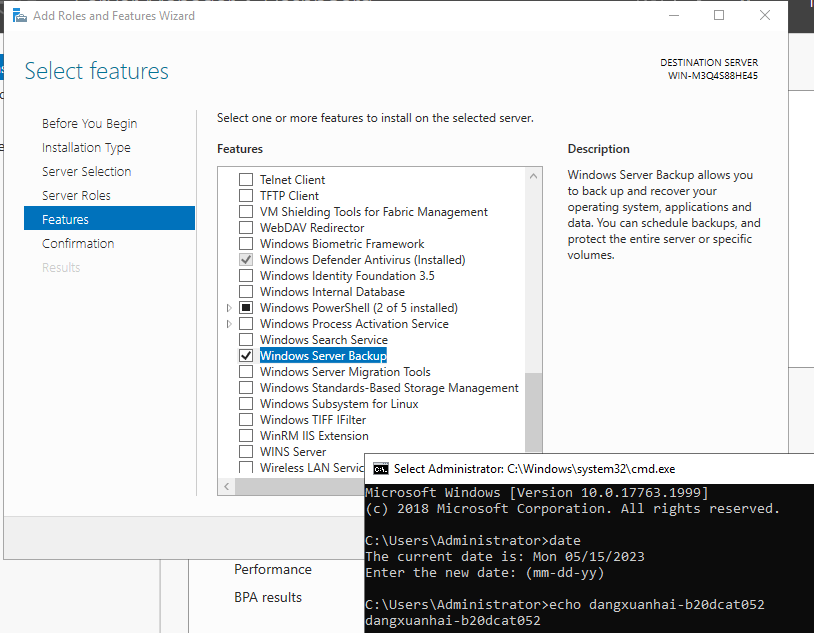 Add Roles and Features Wizard
Select features
DESTINATION SERVER
WIN-M3Q4S88HE45
Before You Begin
Installation Type
Server Selection
Server Roles
Features
Confirmation
Results
Select one or more features to install on the selected server.
Features
Telnet Client
TFTP Client
VM Shielding Tools for Fabric Management
WebDAV Redirector
Windows Biometric Framework
Windows Defender Antivirus (Installed)
Windows Identity Foundation 3.5
Windows Internal Database
Windows PowerShell (2 of 5 installed)
Windows Process Activation Service
Windows Search Service
Windows Server Backup
Windows Server Migration Tools
Windows Standards-Based Storage Management
Windows Subsystem for Linux
Windows TIFF IFilter
WinRM IIS Extension
WINS Server
Wireless LAN Servic
Description
Windows Server Backup allows you
to back up and recover your
operating system, applications and
data. You can schedule backups, and
protect the entire server or specific
volumes.
Performance
BPA results
Select Administrator: C:\Windows\system32\cmd.exe
Microsoft Windows [Version 10.0.17763.1999]
(c) 2018 Microsoft Corporation. All rights reserved.
C:\Users\Administrator>date
The current date is: Mon 05/15/2023
Enter the new date: (mm-dd-yy)
C:\Users\Administrator>echo dangxuanhai-b20dcat052
dangxuanhai-b20dcat052